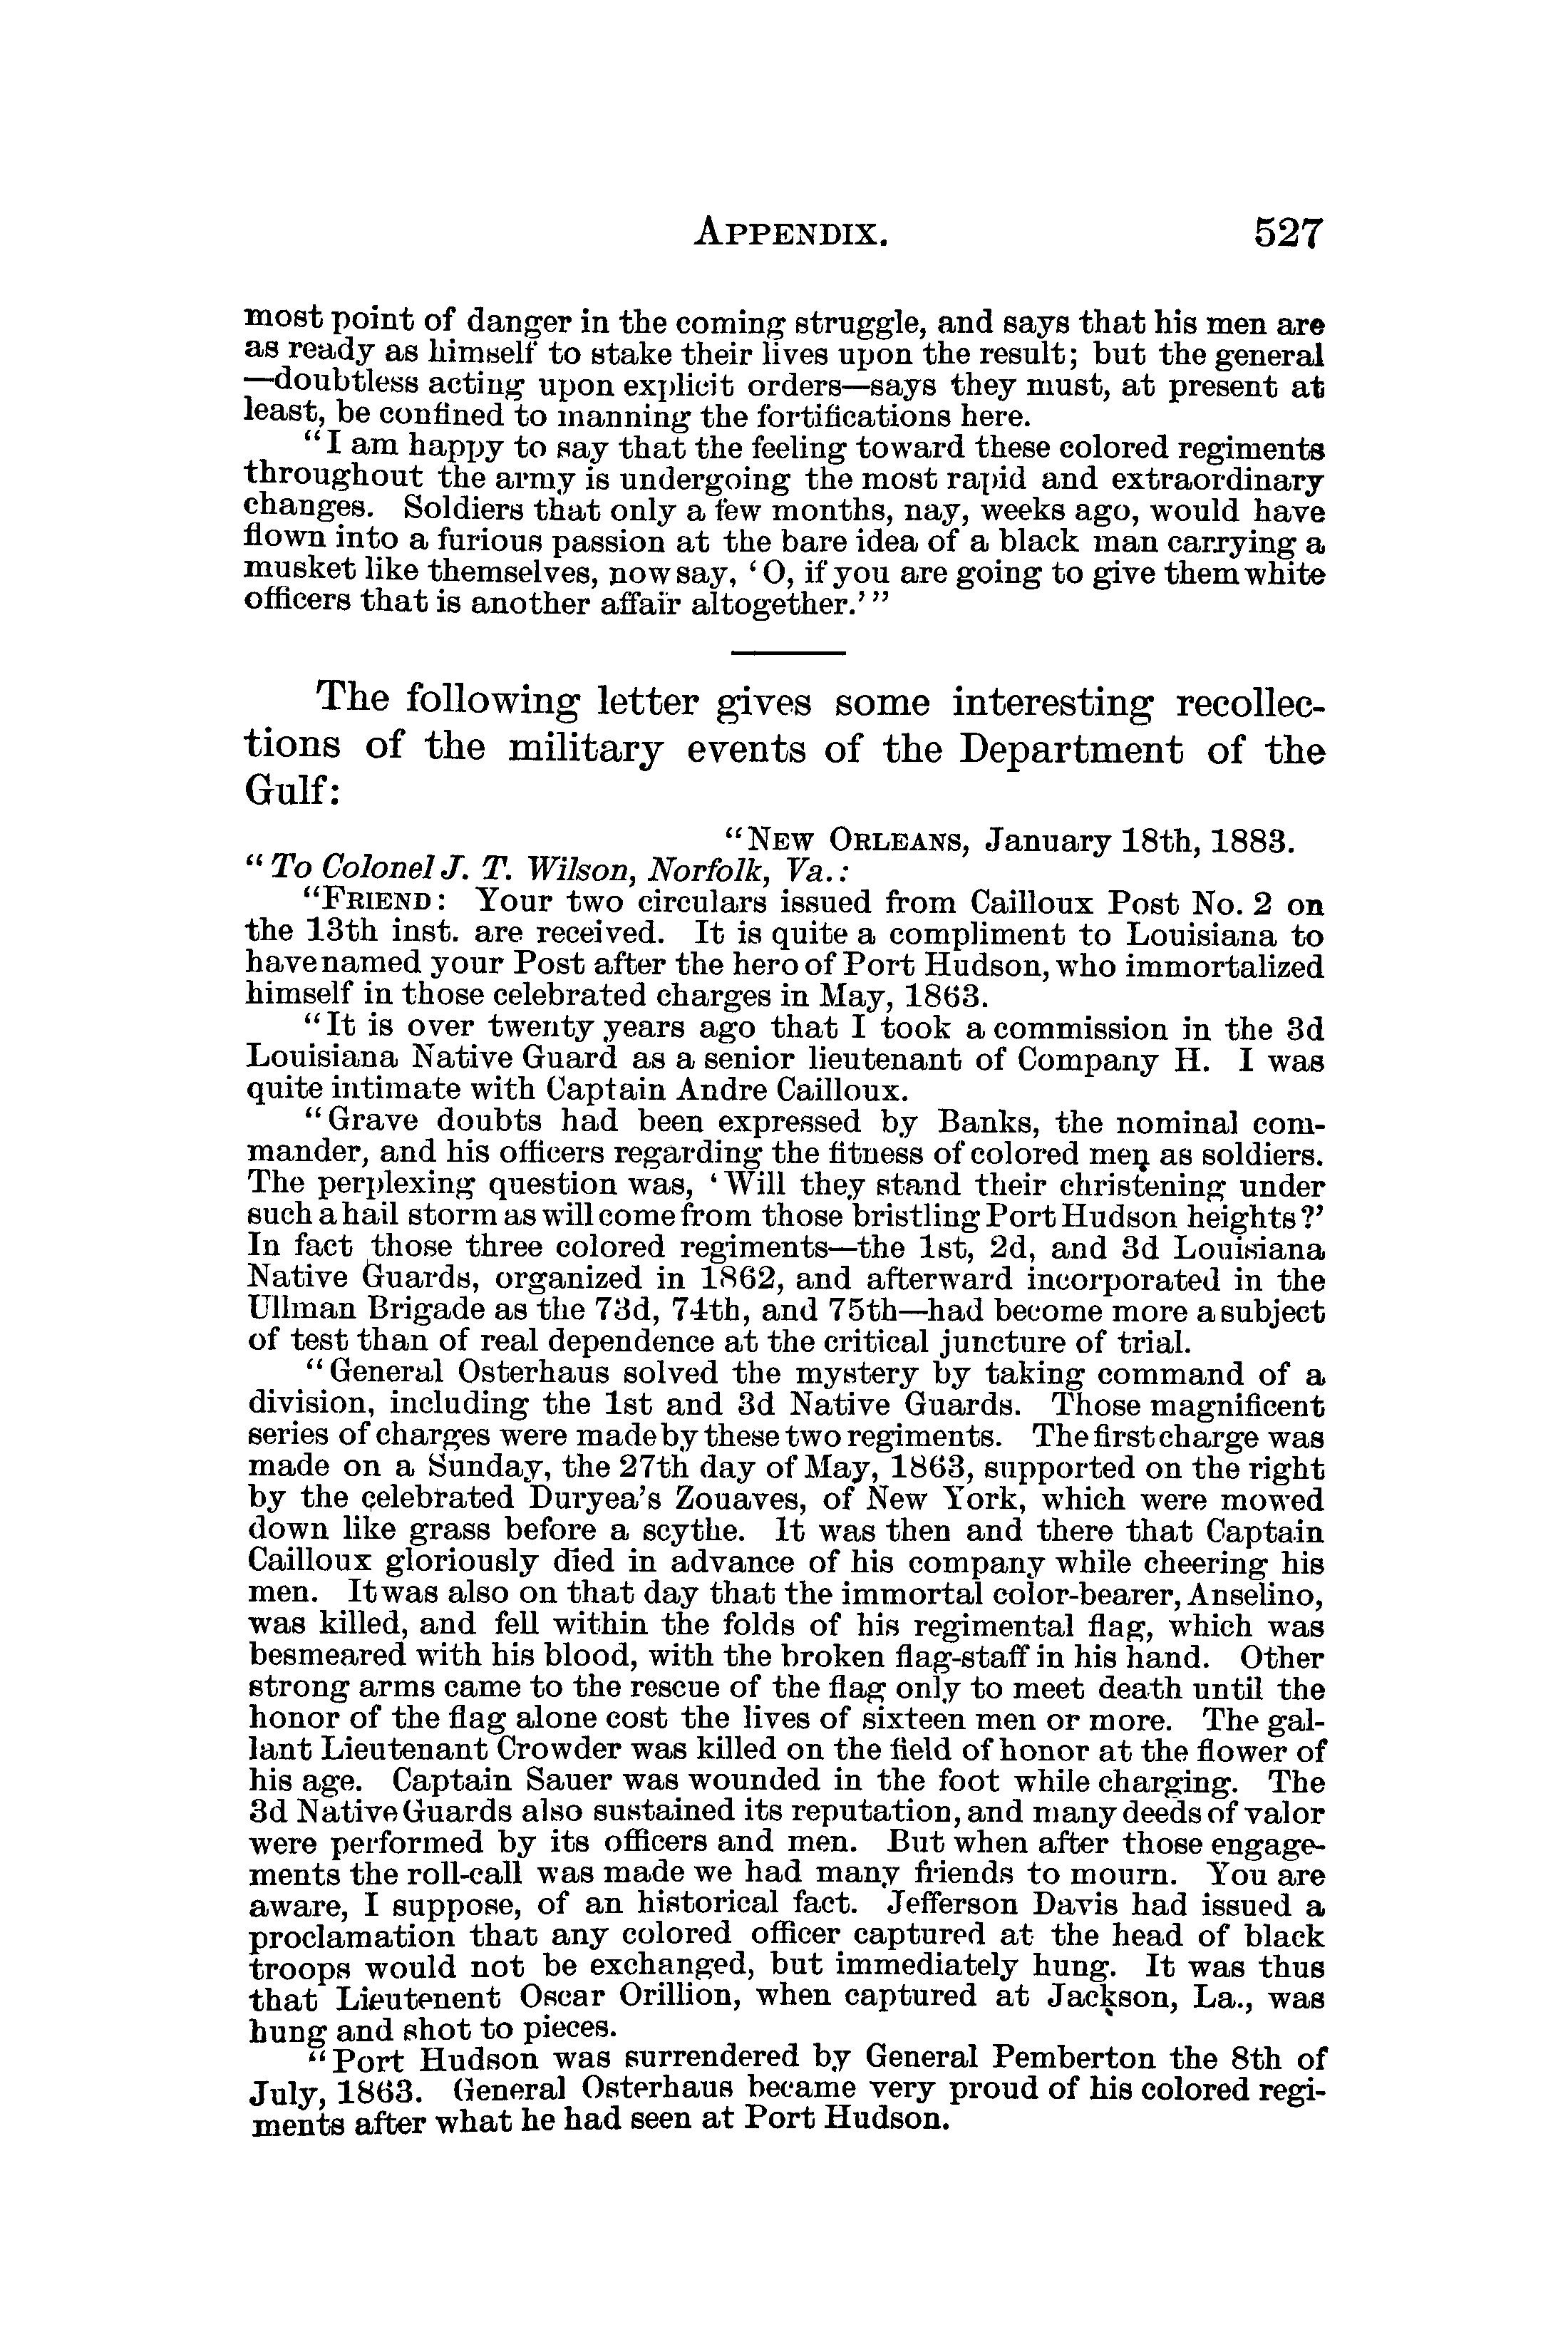 APPENDIX. 527
most point of danger in the coming struggle, and says that his men are
as ready as himself to stake their lives upon the result; but the general
—doubtless acting upon explicit orders—says they must, at present at
least, be confined to manning the fortifications here.
“I am happy to say that the feeling toward these colored regiments
throughout the army is undergoing the most rapid and extraordinary
changes. Soldiers that only a few months, nay, weeks ago, would have
flown into a furious passion at the bare idea of a black man carrying a
musket like themselves, now say, ‘O, if you are going to give them white
officers that is another affair altogether.’”
The following letter gives some interesting recollec-
tions of the military events of the Department of the
Gulf:
“NEW ORLEANS, January 18th, 1883.
“To Colonel J. T. Wilson, Norfolk, Va.:
“FRIEND: Your two circulars issued from Cailloux Post No. 2 on
the 13th inst. are received. It is quite a compliment to Louisiana to
have named your Post after the hero of Port Hudson, who immortalized
himself in those celebrated charges in May, 1863.
“It is over twenty years ago that I took a commission in the 3d
Louisiana Native Guard as a senior lieutenant of Company H. I was
quite intimate with Captain Andre Cailloux.
“Grave doubts had been expressed by Banks, the nominal com-
mander, and his officers regarding the fitness of colored men as soldiers.
The perplexing question was, ‘Will they stand their christening under
such a hail storm as will come from those bristling Port Hudson heights?’
In fact those three colored regiments—the 1st, 2d, and 3d Louisiana
Native Guards, organized in 1862, and afterward incorporated in the
Ullman Brigade as the 73d, 74th, and 75th—had become more a subject
of test than of real dependence at the critical juncture of trial.
“General Osterhaus solved the mystery by taking command of a
division, including the 1st and 3d Native Guards. Those magnificent
series of charges were made by these two regiments. The first charge was
made on a Sunday, the 27th day of May, 1863, supported on the right
by the celebrated Duryea’s Zouaves, of New York, which were mowed
down like grass before a scythe. It was then and there that Captain
Cailloux gloriously died in advance of his company while cheering his
men. It was also on that day that the immortal color-bearer, Anselino,
was killed, and fell within the folds of his regimental flag, which was
besmeared with his blood, with the broken flag-staff in his hand. Other
strong arms came to the rescue of the flag only to meet death until the
honor of the flag alone cost the lives of sixteen men or more. The gal-
lant Lieutenant Crowder was killed on the field of honor at the flower of
his age. Captain Sauer was wounded in the foot while charging. The
3d Native Guards also sustained its reputation, and many deeds of valor
were performed by its officers and men. But when after those engage-
ments the roll-call was made we had many friends to mourn. You are
aware, I suppose, of an historical fact. Jefferson Davis had issued a
proclamation that any colored officer captured at the head of black
troops would not be exchanged, but immediately hung. It was thus
that Lieutenent Oscar Orillion, when captured at Jackson, La., was
hung and shot to pieces.
“Port Hudson was surrendered by General Pemberton the 8th of
July, 1863. General Osterhaus became very proud of his colored regi-
ments after what he had seen at Port Hudson.